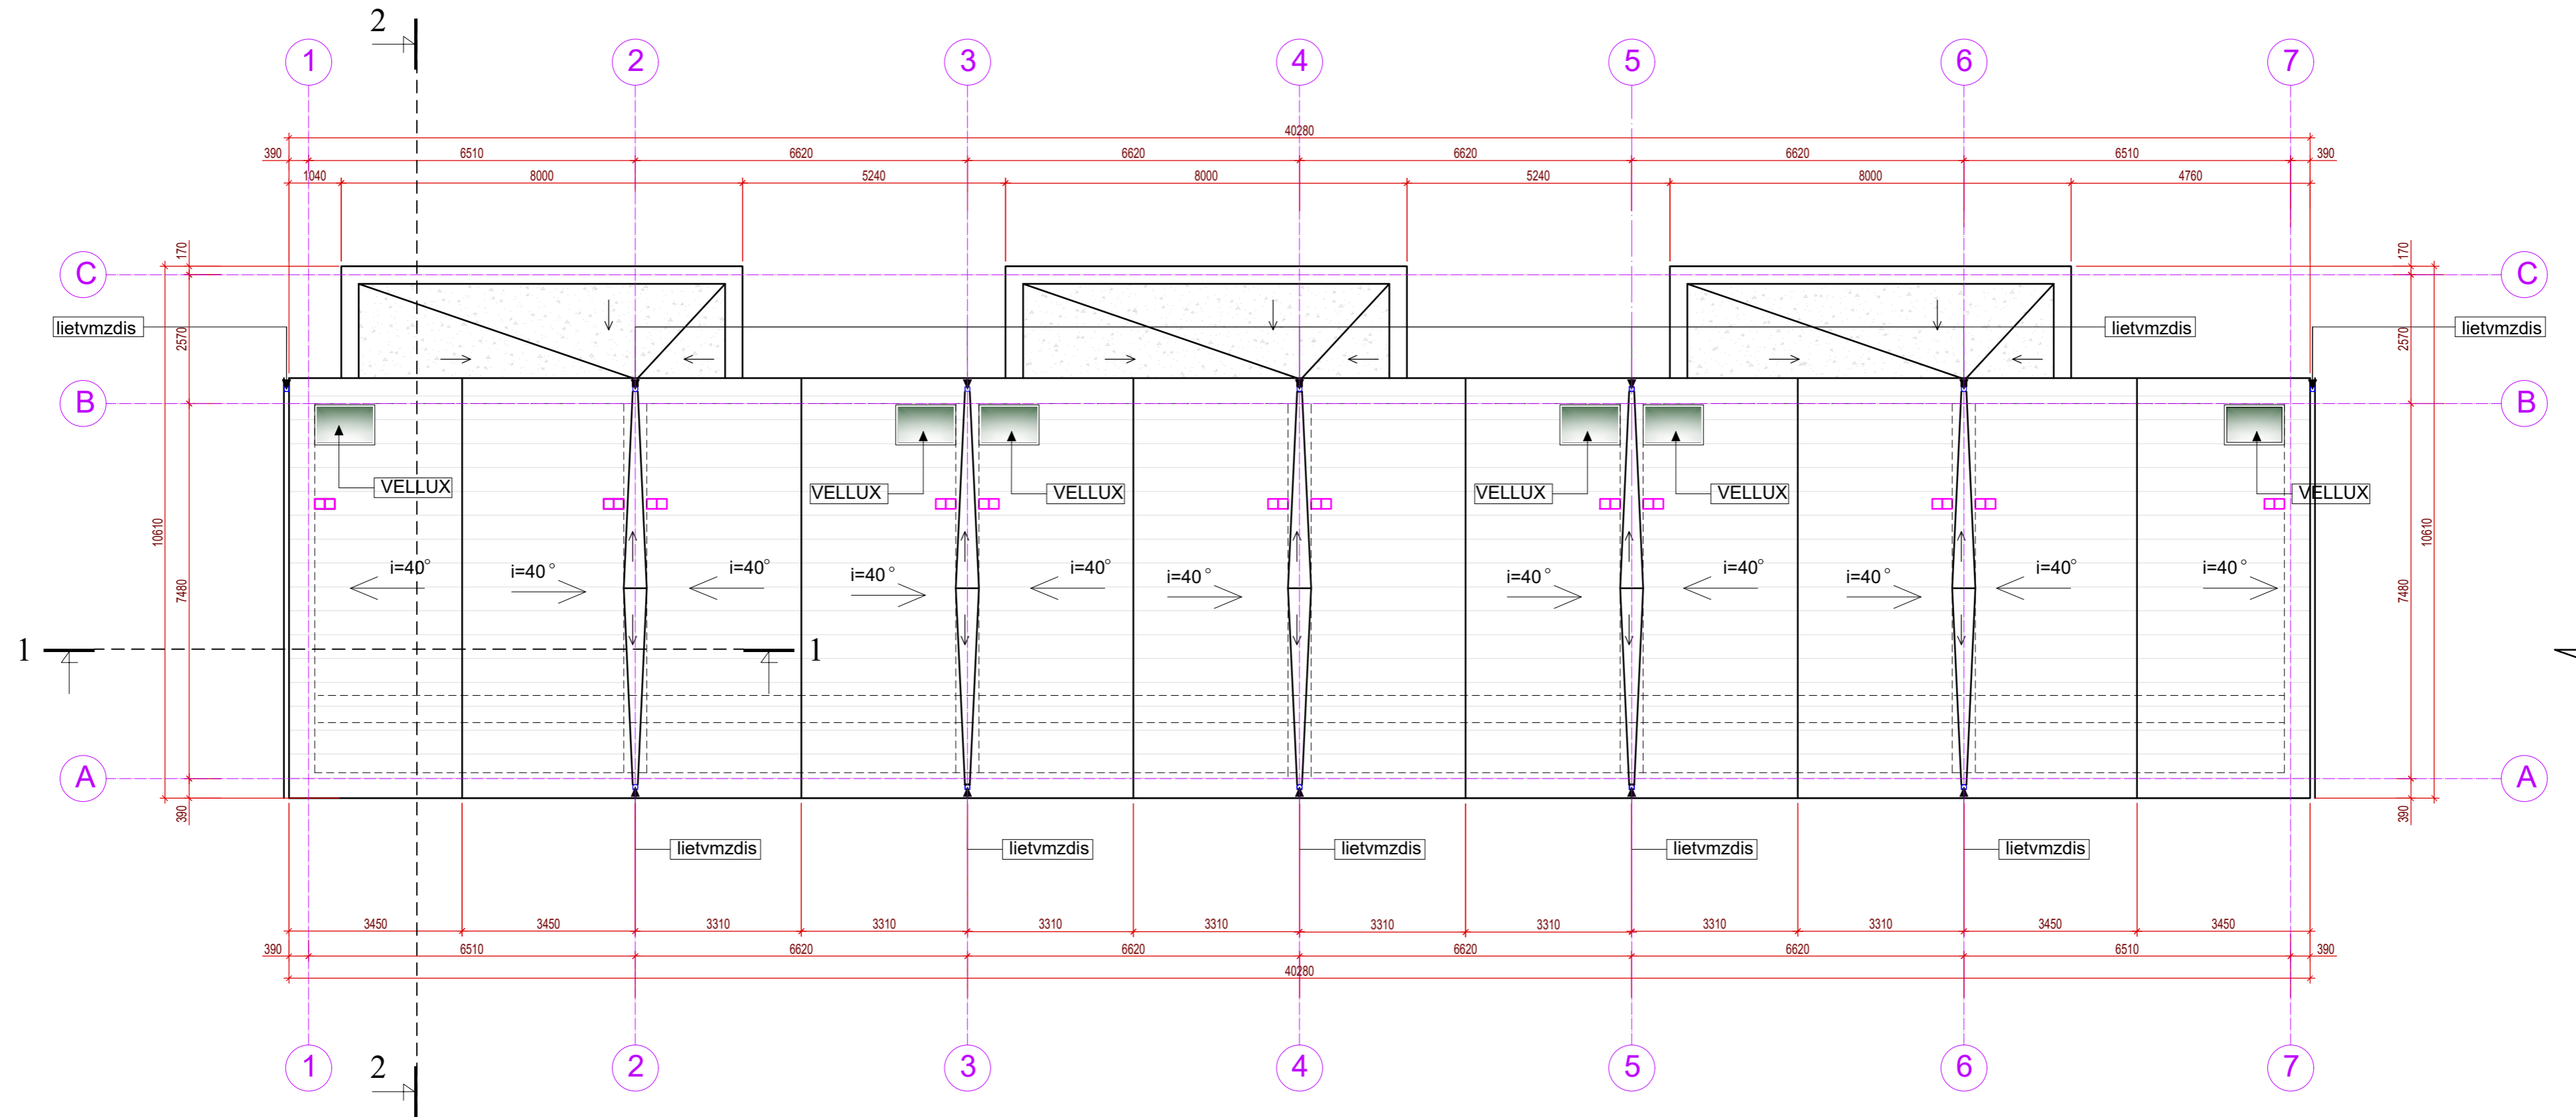 2
1 2 3 4 5 6 7
40280
390 6510 6620 6620 6620 6620 6510 390
1040 8000 5240 8000 5240 8000 4760
170 170
C C
lietvmzdis lietvmzdis lietvmzdis
2570 2570
B B
VELLUX VELLUX VELLUX VELLUX VELLUX VELLUX
10610 10610
7480 7480
i=40° i=40° i=40° i=40° i=40° i=40° i=40° i=40° i=40° i=40° i=40°
1 1
A A
390 390
lietvmzdis lietvmzdis lietvmzdis lietvmzdis lietvmzdis
3450 3450 3310 3310 3310 3310 3310 3310 3310 3310 3450 3450
390 6510 6620 6620 6620 6620 6510 390
40280
1 2 3 4 5 6 7
2